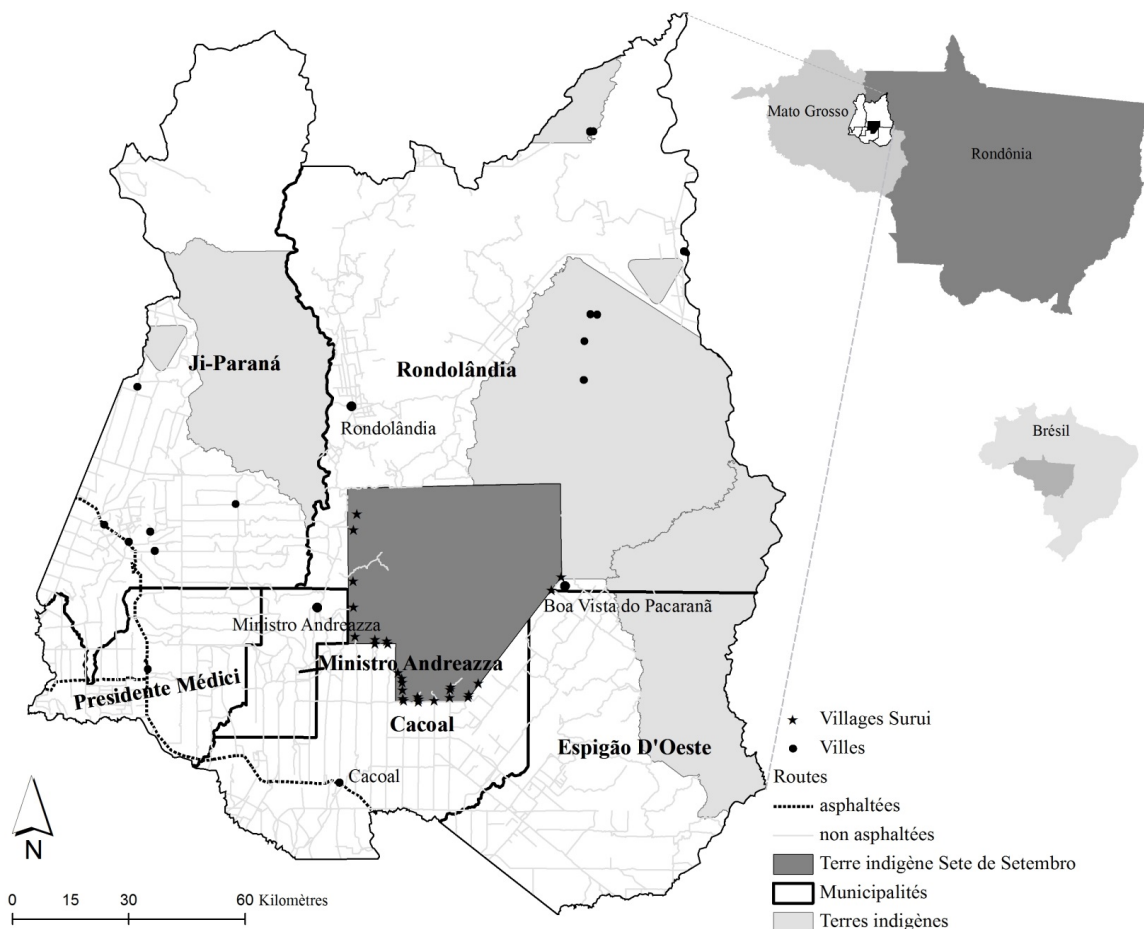 Mato Grosso
Rondônia
Brésil
Ji-Paraná
Rondolândia
Rondolândia
Boa Vista do Pacaranã
Ministro Andreazza
Ministro Andreazza
Presidente Médici
Cacoal
Espigão D'Oeste
Cacoal
Villages Surui
Villes
Routes
asphaltées
non asphaltées
Terre indigène Sete de Setembro
Municipalités
Terres indigènes
N
0 15 30 60 Kilomètres